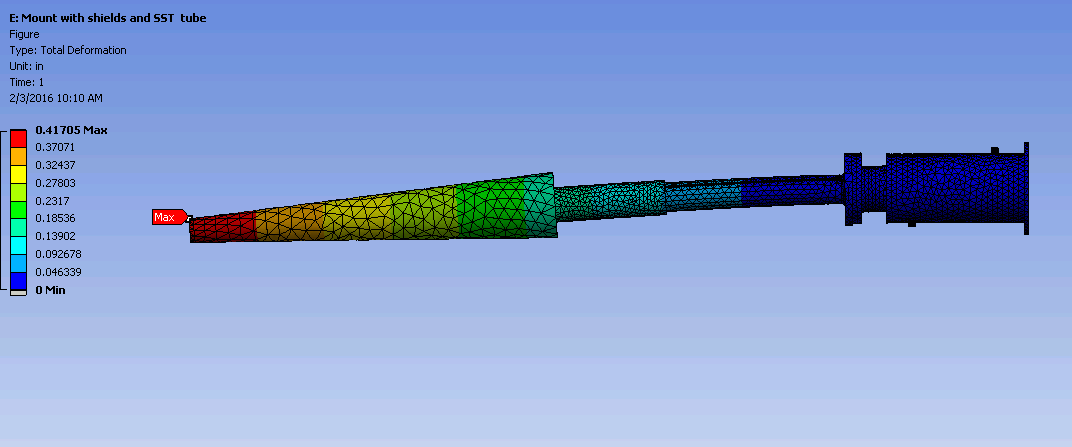 E: Mount with shields and SST tube
Figure
Type: Total Deformation
Unit: in
Time: 1
2/3/2016 10:10 AM
0.41705 Max
0.37071
0.32437
0.27803
0.2317
0.18536
0.13902
0.092678
0.046339
0 Min
Max